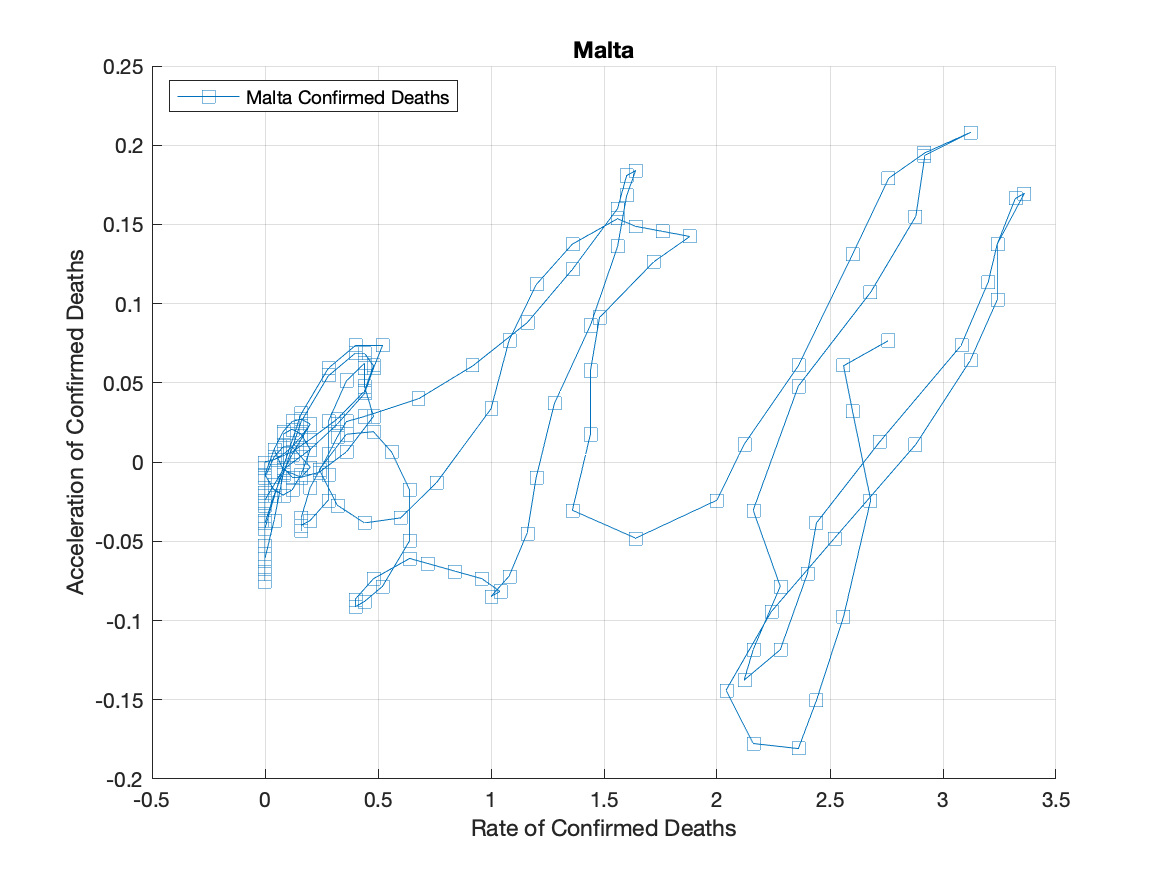 Malta
0.25
Malta Confirmed Deaths
0.2
0.15
0.1
0.05
0
-0.05
-0.1
-0.15
-0.2
Acceleration of Confirmed Deaths
-0.5 0 0.5 1 1.5 2 2.5 3 3.5
Rate of Confirmed Deaths